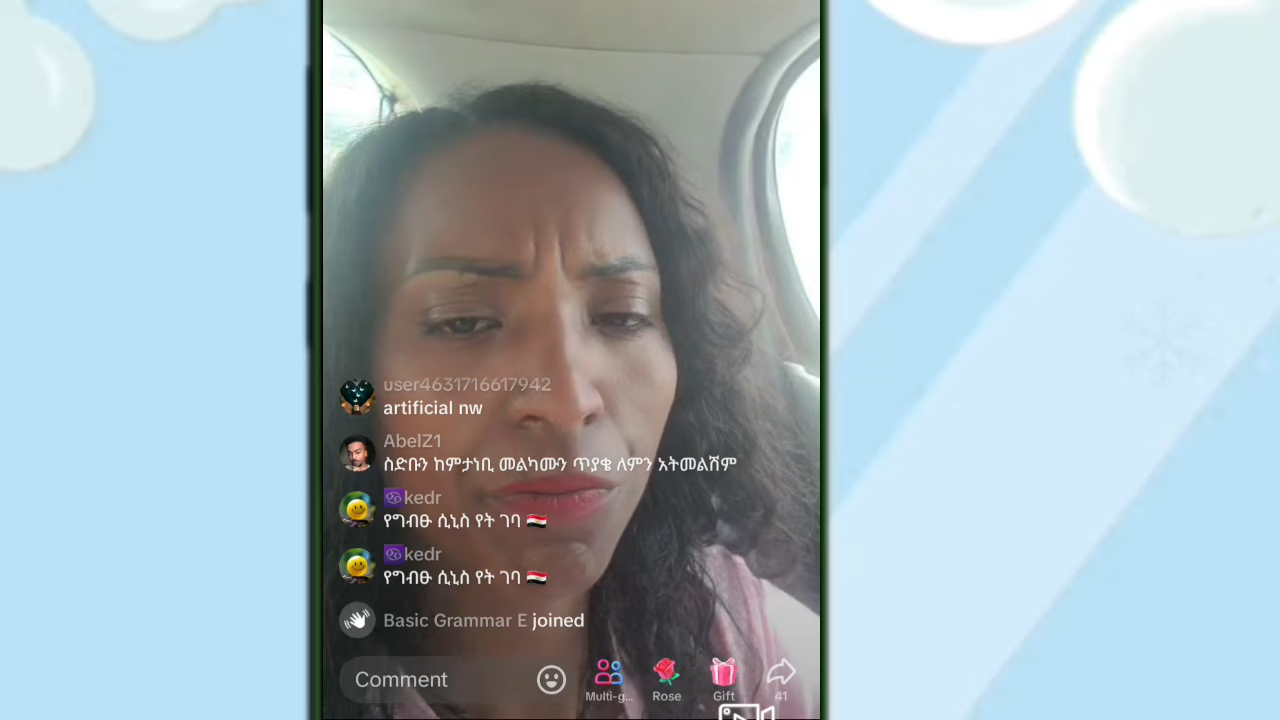 user4631716617942
artificial nw
AbelZ1
ስድቡን ከምታነቢ መልካሙን ጥያቄ ለምን አትመልሽም
♋kedr
የግብፁ ሲኒስ የት ገባ 🇪🇬
♋kedr
የግብፁ ሲኒስ የት ገባ 🇪🇬
Basic Grammar E joined
Comment
Multi-g... Rose Gift 41